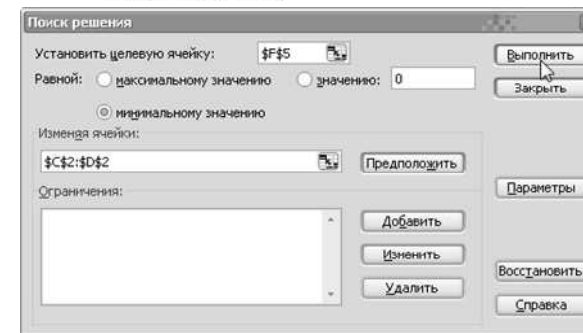 Поиск решения
Установить целевую ячейку: $F$5
Выполнить
Равной: максимальному значению значению: 0
Закрыть
минимальному значению
Изменяя ячейки:
$C$2:$D$2 Предположить
Ограничения:
Параметры
Добавить
Изменить
Восстановить
Удалить
Справка